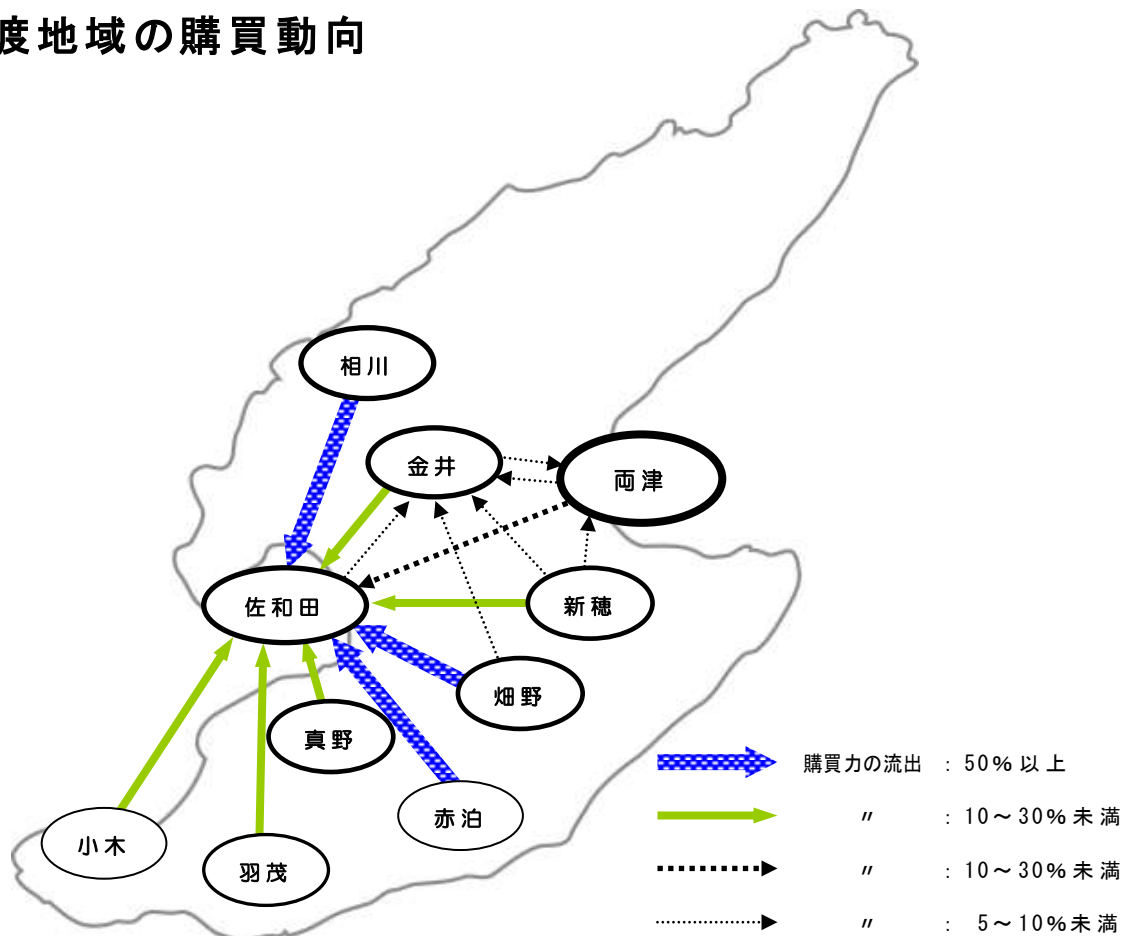 度地域の購買動向
相川
金井
両津
佐和田
新穂
畑野
真野
赤泊
小木
羽茂
購買力の流出 : 50%以上
〃 : 10~30%未満
〃 : 10~30%未満
〃 : 5~10%未満